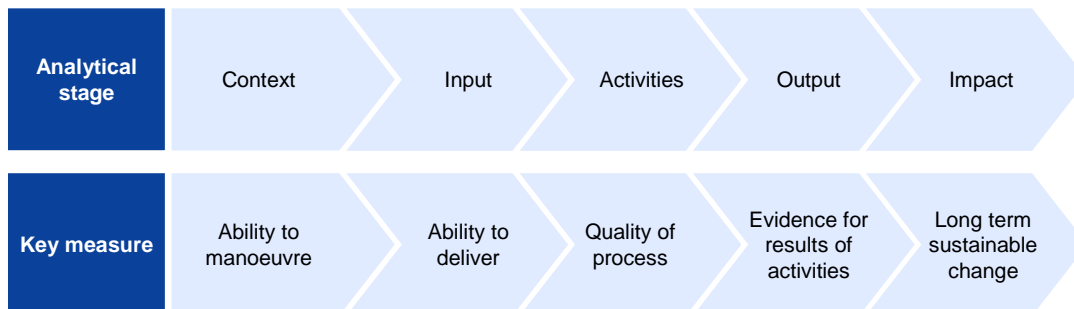 Analytical
stage
Context
Input
Activities
Output
Impact
Key measure
Ability to
manoeuvre
Ability to
deliver
Quality of
process
Evidence for
results of
activities
Long term
sustainable
change